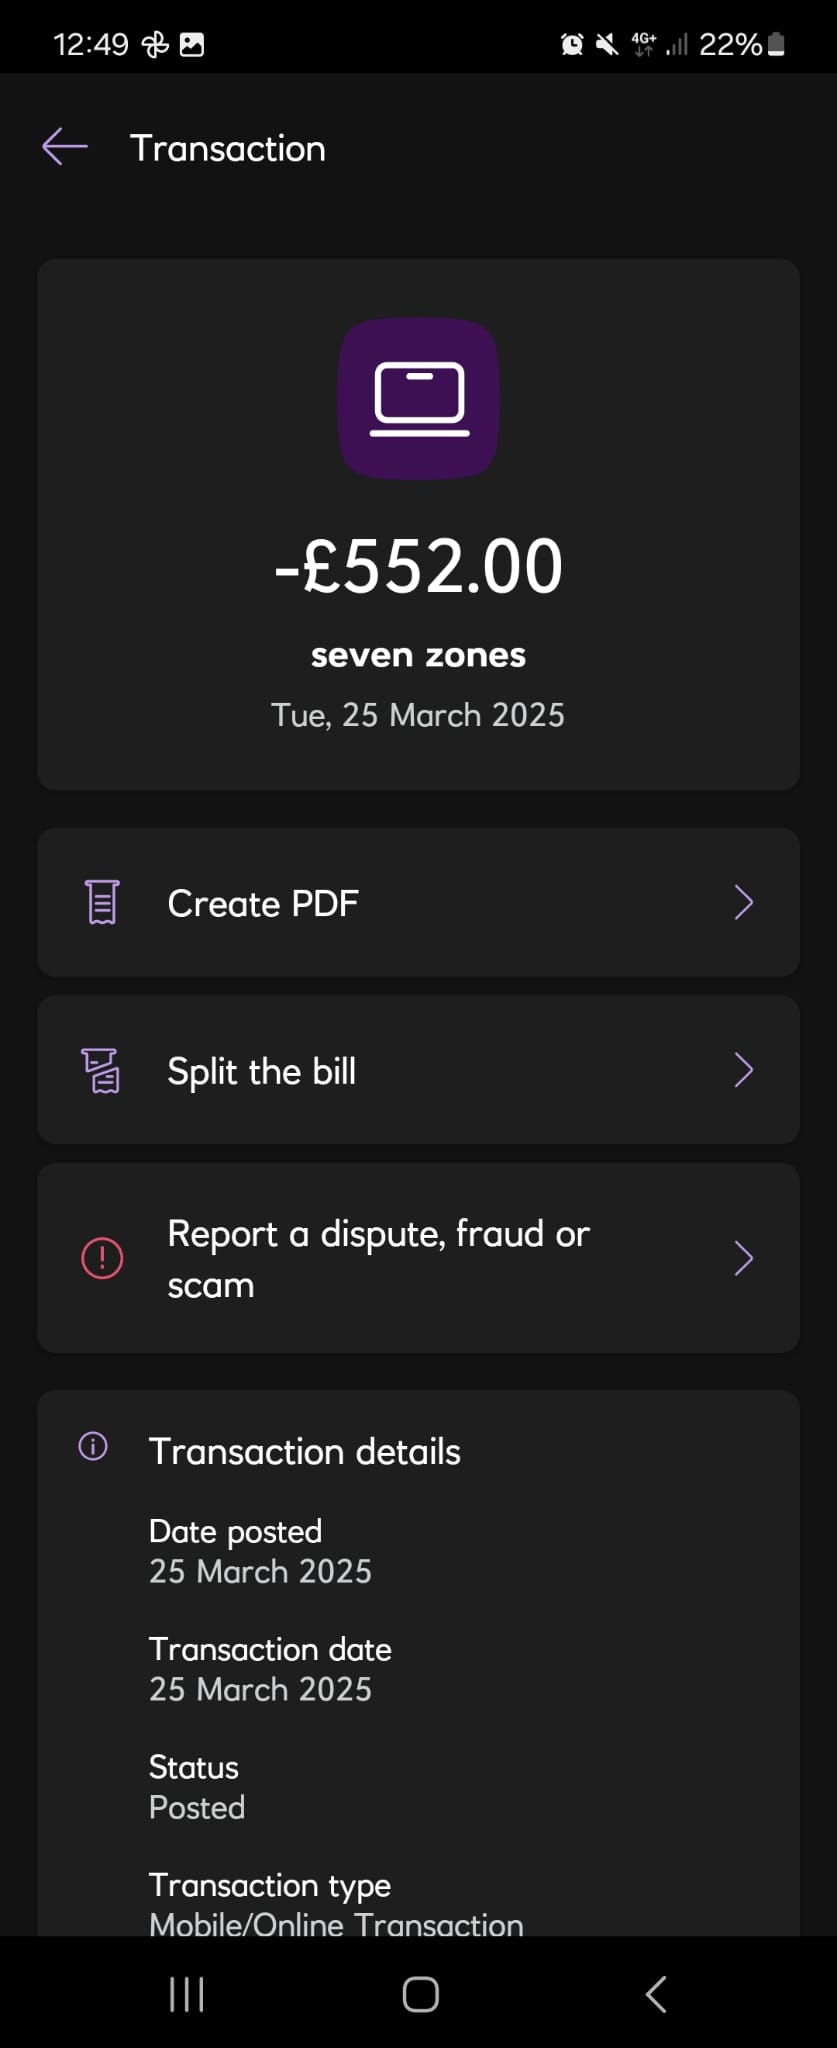 12:49 4G+ 22%
Transaction
-£552.00
seven zones
Tue, 25 March 2025
Create PDF
Split the bill
Report a dispute, fraud or
scam
Transaction details
Date posted
25 March 2025
Transaction date
25 March 2025
Status
Posted
Transaction type
Mobile/Online Transaction